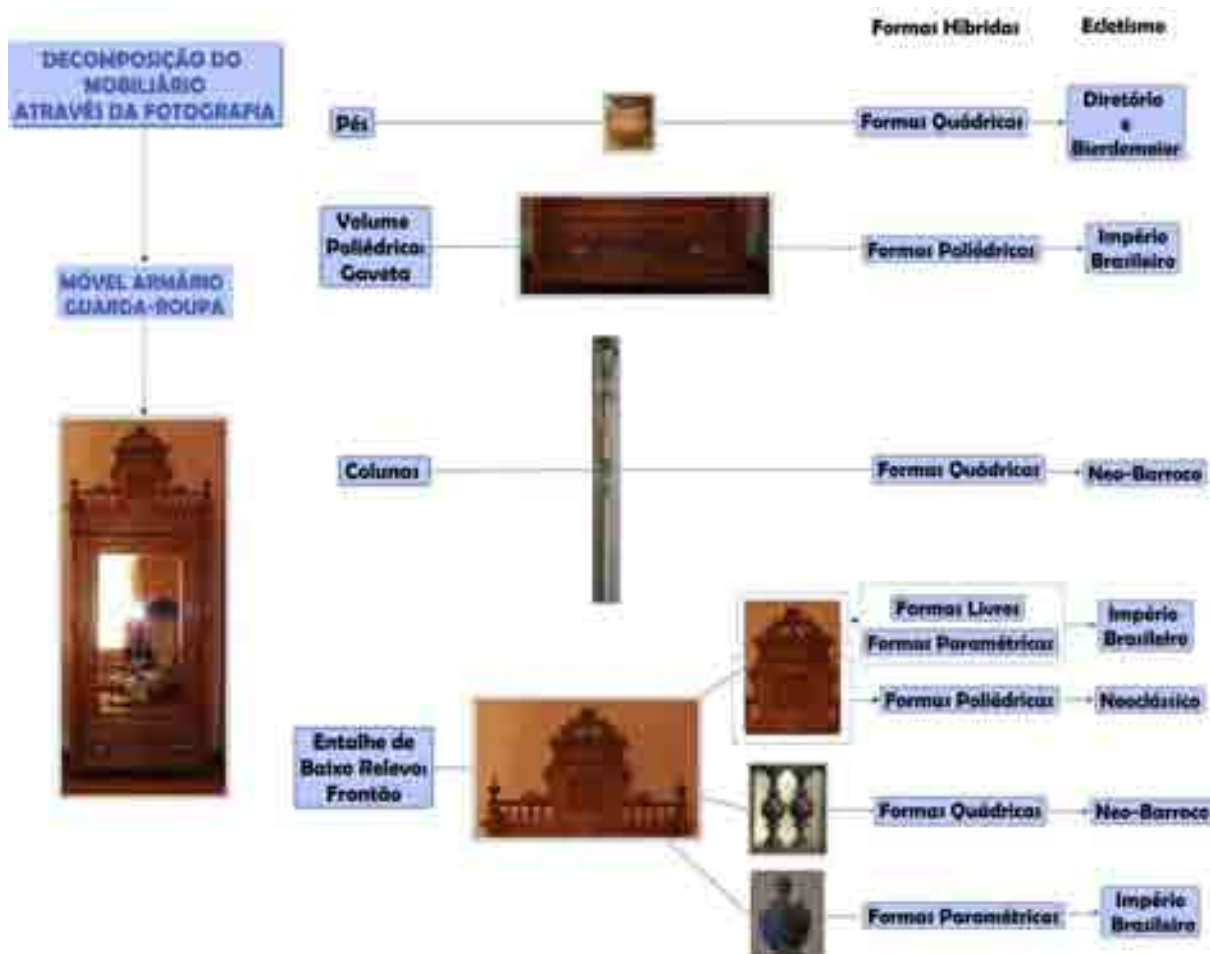 Formas Híbridas
Ecletismo
DECOMPOSIÇÃO DO
MOBILIÁRIO
ATRAVÉS DA FOTOGRAFIA
MÓVEL ARMÁRIO
GUARDA-ROUPA
Pés
Formas Quádricas
Diretório
e
Bierdemaier
Volume
Poliédrico:
Gaveta
Formas Poliédricas
Império
Brasileiro
Colunas
Formas Quádricas
Neo-Barroco
Entalhe de
Baixo Relevo:
Frontão
Formas Livres
Formas Paramétricas
Império
Brasileiro
Formas Poliédricas
Neoclássico
Formas Quádricas
Neo-Barroco
Formas Paramétricas
Império
Brasileiro